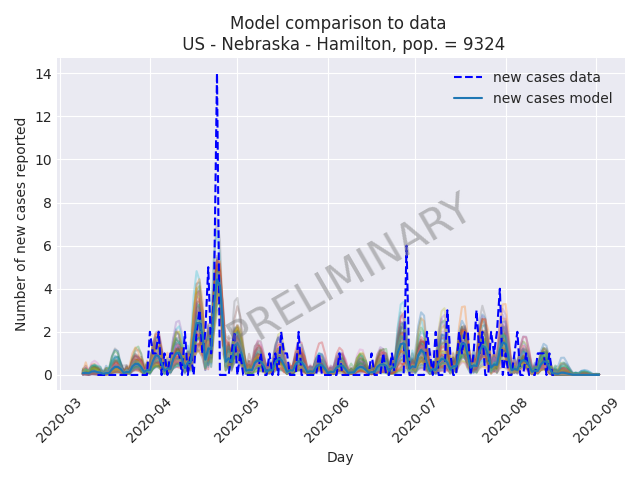 Model comparison to data
US - Nebraska - Hamilton, pop. = 9324
new cases data
new cases model
14
12
10
8
6
4
2
0
Number of new cases reported
PRELIMINARY
2020-03
2020-04
2020-05
2020-06
2020-07
2020-08
2020-09
Day